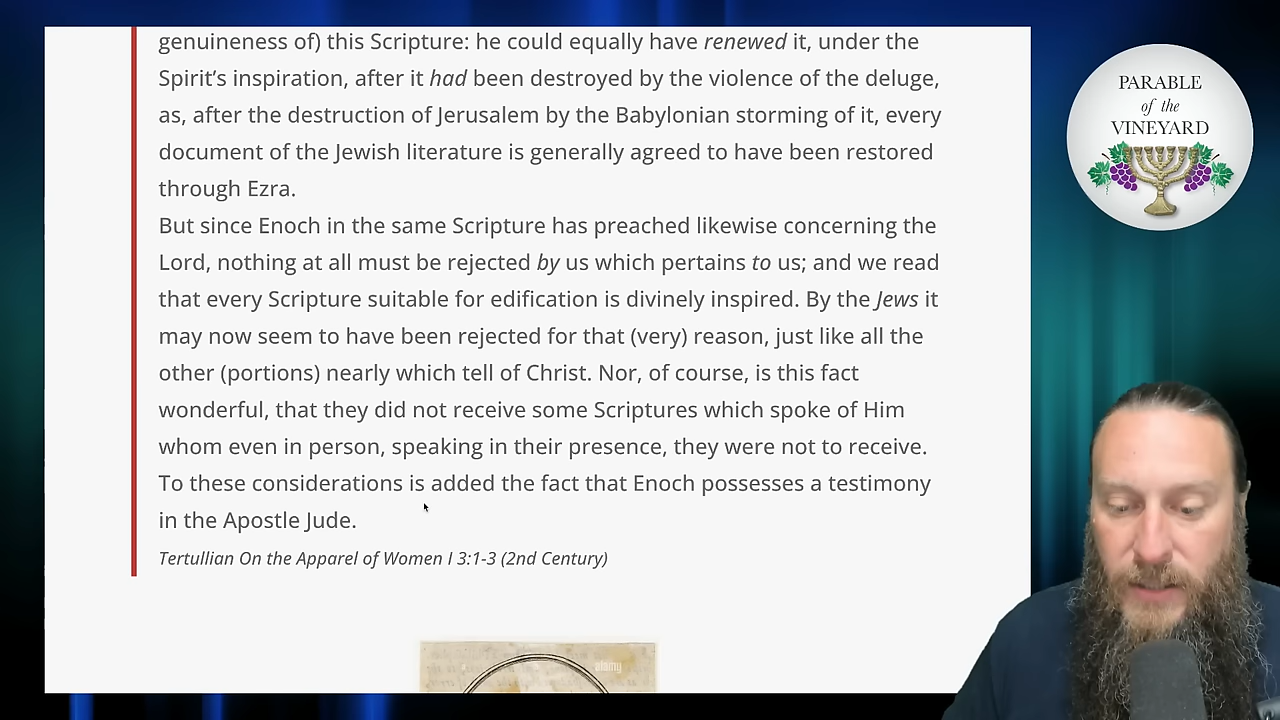 genuineness of) this Scripture: he could equally have renewed it, under the
Spirit’s inspiration, after it had been destroyed by the violence of the deluge,
as, after the destruction of Jerusalem by the Babylonian storming of it, every
document of the Jewish literature is generally agreed to have been restored
through Ezra.
But since Enoch in the same Scripture has preached likewise concerning the
Lord, nothing at all must be rejected by us which pertains to us; and we read
that every Scripture suitable for edification is divinely inspired. By the Jews it
may now seem to have been rejected for that (very) reason, just like all the
other (portions) nearly which tell of Christ. Nor, of course, is this fact
wonderful, that they did not receive some Scriptures which spoke of Him
whom even in person, speaking in their presence, they were not to receive.
To these considerations is added the fact that Enoch possesses a testimony
in the Apostle Jude.
Tertullian On the Apparel of Women I 3:1-3 (2nd Century)
alamy
PARABLE
of the
VINEYARD